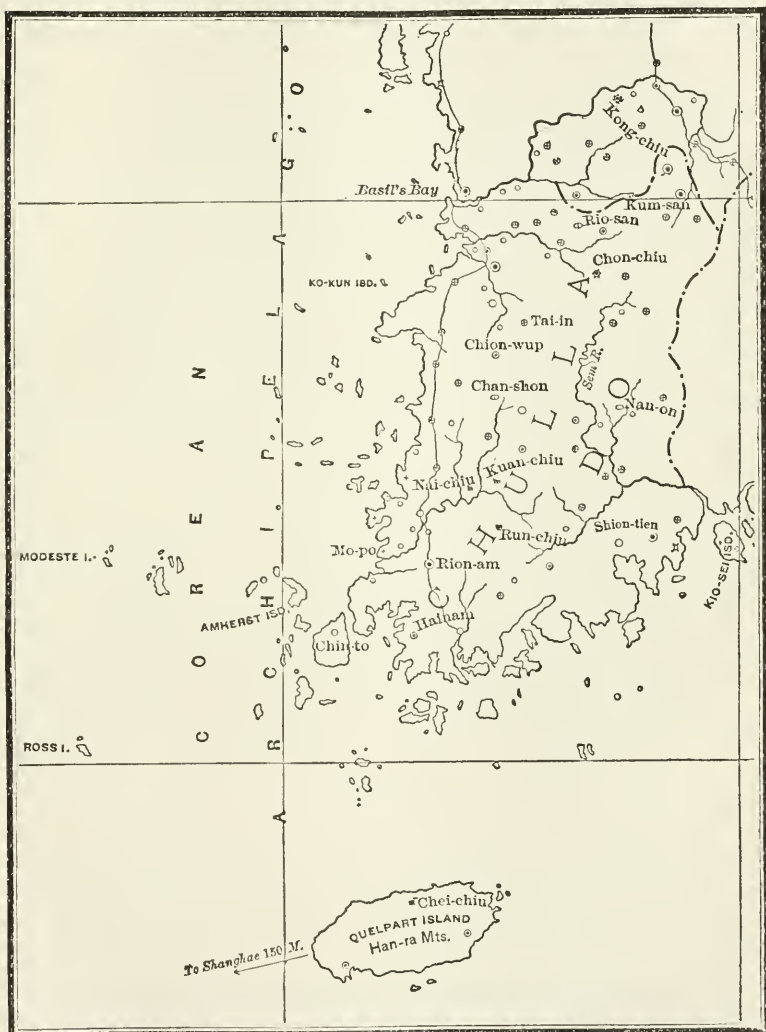 COREAN
ARCHIPELAGO
CHULLADO
Kong-chiu
Basil's Bay
Kum-san
Rio-san
Chon-chiu
KO-KUN ISD.
Tai-in
Chion-wup
Sem R.
Chan-shon
Nan-on
Kuan-chiu
Nai-chiu
Run-chiu
Shion-tien
Mo-po
MODESTE I.
Rion-am
KIO-SEI ISD.
AMHERST ISD.
Hainam
Chin-to
ROSS I.
Chei-chiu
QUELPART ISLAND
Han-ra Mts.
To Shanghae 150 M.